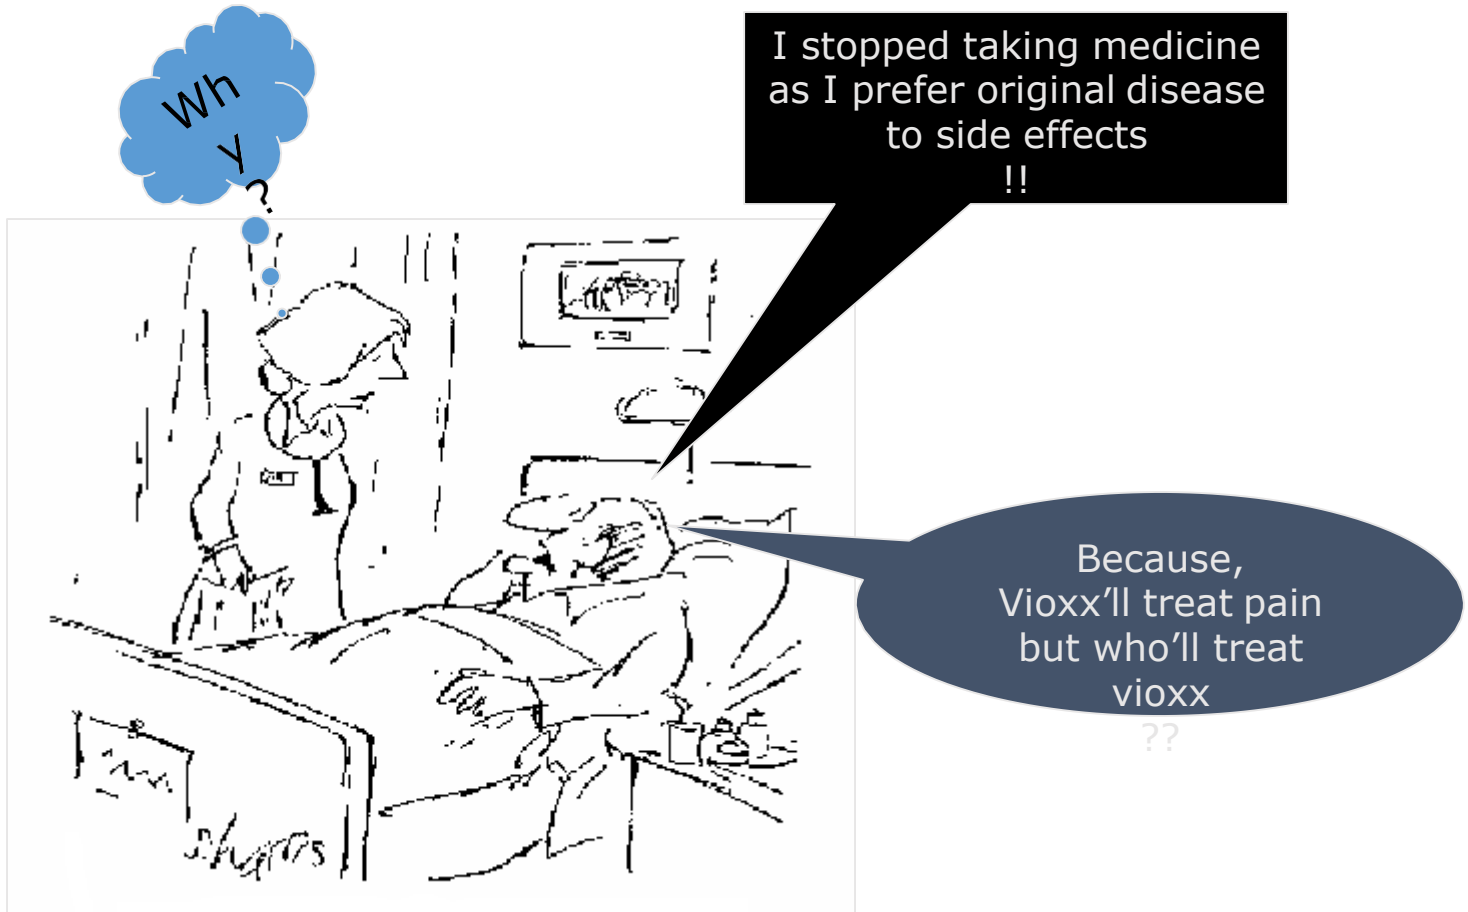 Wh
y
?
I stopped taking medicine
as I prefer original disease
to side effects
!!
Because,
Vioxx’ll treat pain
but who’ll treat
vioxx
??
s.harris